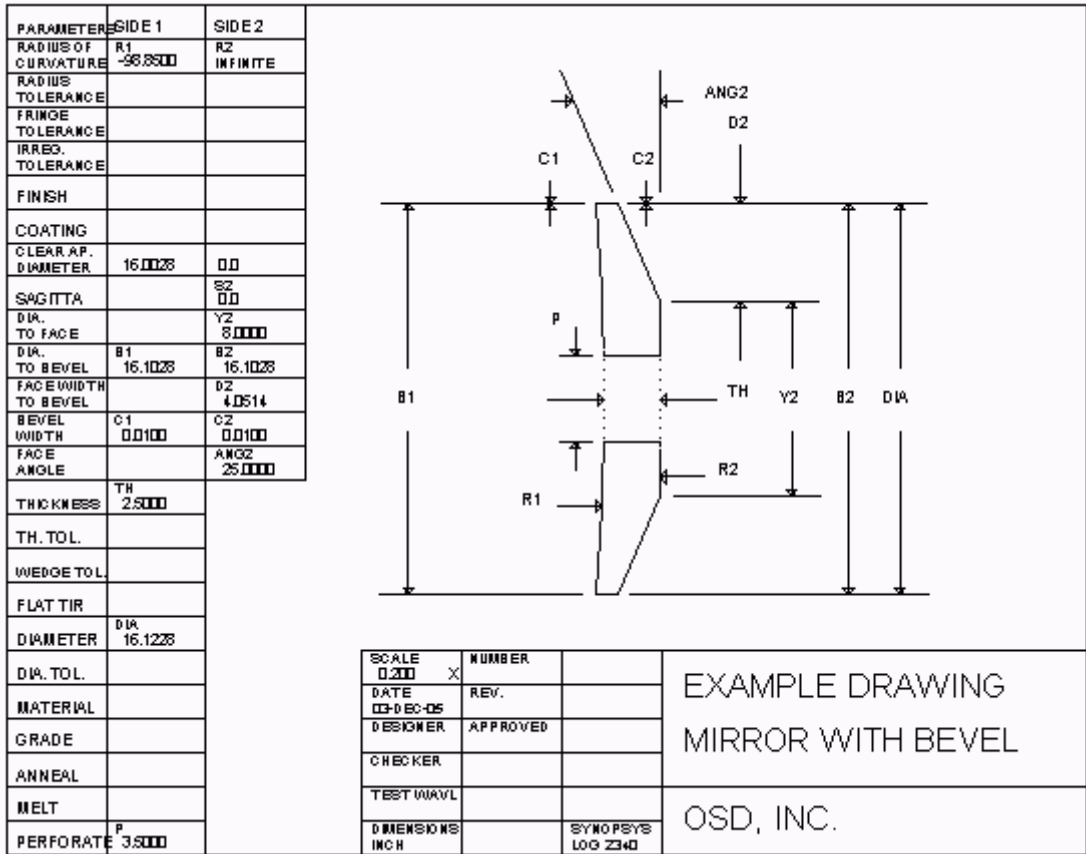 PARAMETERS SIDE 1 SIDE 2
RADIUS OF CURVATURE R1 -98.8500 R2 INFINITE
RADIUS TOLERANCE
FRINGE TOLERANCE
IRREG. TOLERANCE
FINISH
COATING
CLEAR AP. DIAMETER 16.0028 0.0
SAGITTA S2 0.0
DIA. TO FACE Y2 8.0000
DIA. TO BEVEL B1 16.1028 B2 16.1028
FACE WIDTH TO BEVEL D2 4.0514
BEVEL WIDTH C1 0.0100 C2 0.0100
FACE ANGLE ANG2 25.0000
THICKNESS TH 2.5000
TH. TOL.
WEDGE TOL.
FLAT TIR
DIAMETER DIA 16.1228
DIA. TOL.
MATERIAL
GRADE
ANNEAL
MELT
PERFORATE P 3.5000
ANG2
D2
C1 C2
P
B1 TH Y2 B2 DIA
R2
R1
SCALE 0.200 X NUMBER
DATE 03-DEC-05 REV.
DESIGNER APPROVED
CHECKER
TEST WAVL
DIMENSIONS INCH SYNOPSYS LOG 2340
EXAMPLE DRAWING
MIRROR WITH BEVEL
OSD, INC.